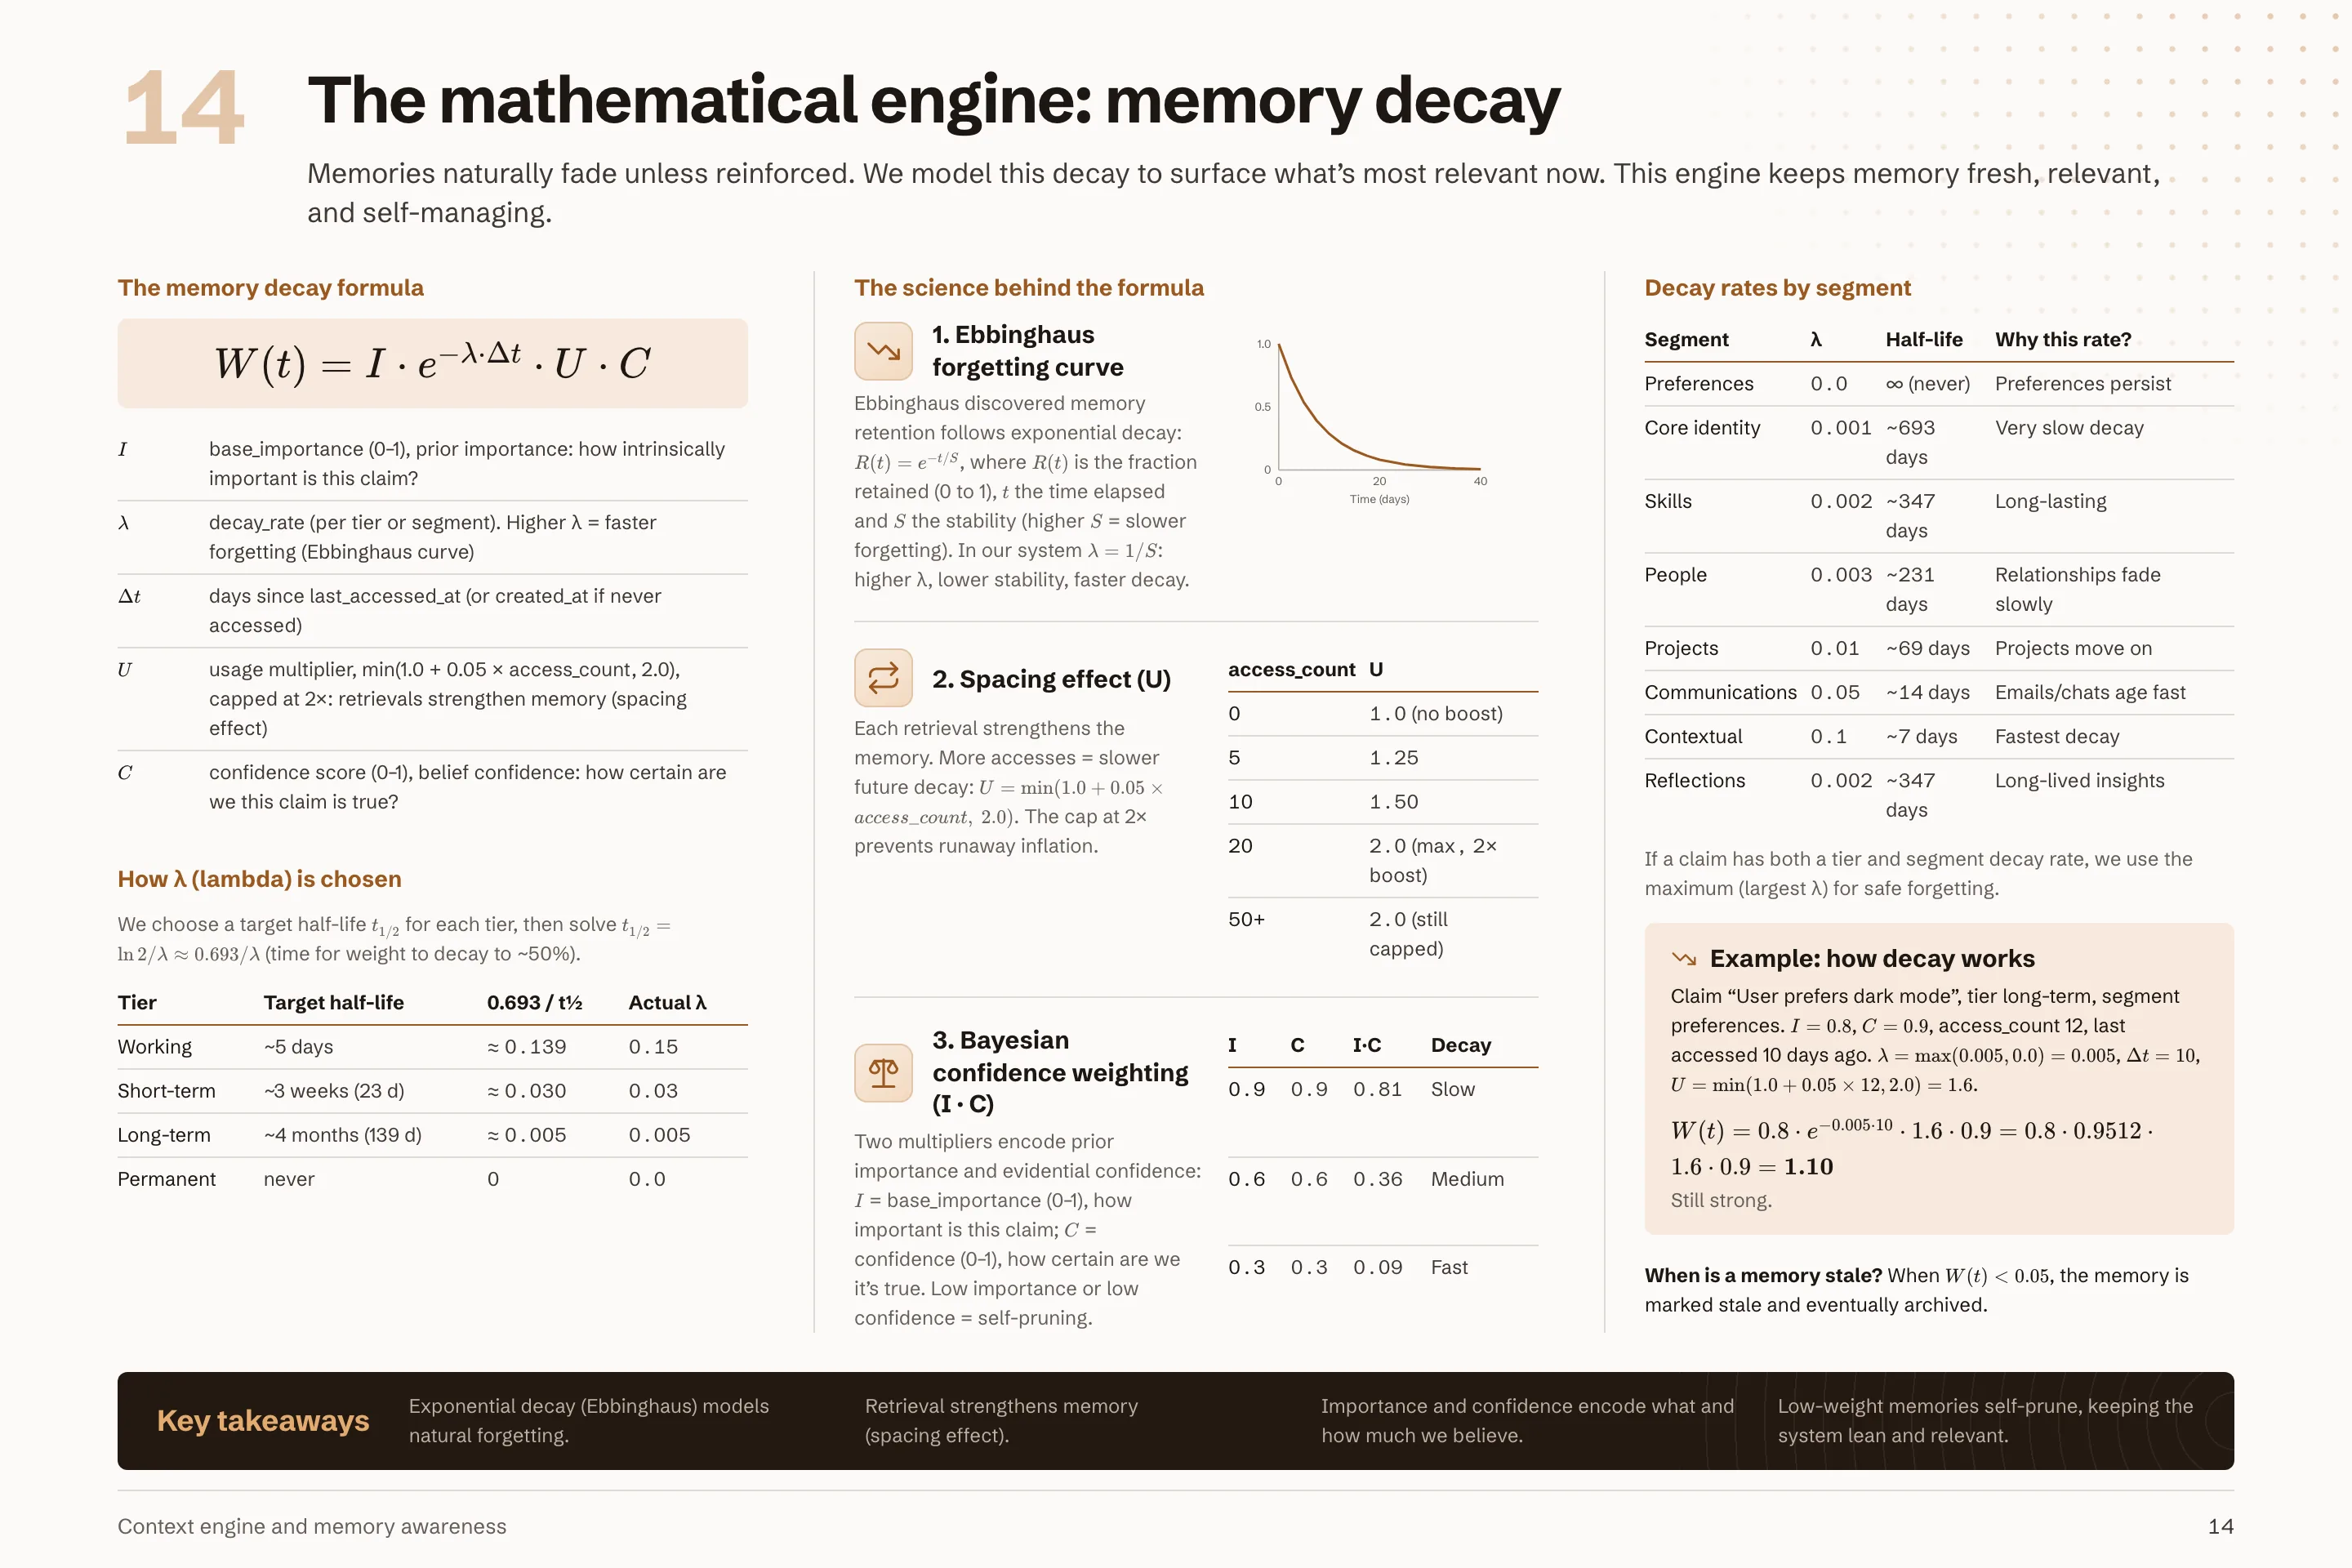 14
The mathematical engine: memory decay
Memories naturally fade unless reinforced. We model this decay to surface what’s most relevant now. This engine keeps memory fresh, relevant,
and self-managing.
The memory decay formula
W(t) = I · e^{−λ·Δt} · U · C
I base_importance (0–1), prior importance: how intrinsically
important is this claim?
λ decay_rate (per tier or segment). Higher λ = faster
forgetting (Ebbinghaus curve)
Δt days since last_accessed_at (or created_at if never
accessed)
U usage multiplier, min(1.0 + 0.05 × access_count, 2.0),
capped at 2×: retrievals strengthen memory (spacing
effect)
C confidence score (0–1), belief confidence: how certain are
we this claim is true?
How λ (lambda) is chosen
We choose a target half-life t_{1/2} for each tier, then solve t_{1/2} =
ln 2/λ ≈ 0.693/λ (time for weight to decay to ~50%).
Tier Target half-life 0.693 / t½ Actual λ
Working ~5 days ≈ 0.139 0.15
Short-term ~3 weeks (23 d) ≈ 0.030 0.03
Long-term ~4 months (139 d) ≈ 0.005 0.005
Permanent never 0 0.0
The science behind the formula
1. Ebbinghaus
forgetting curve
Ebbinghaus discovered memory
retention follows exponential decay:
R(t) = e^{−t/S}, where R(t) is the fraction
retained (0 to 1), t the time elapsed
and S the stability (higher S = slower
forgetting). In our system λ = 1/S:
higher λ, lower stability, faster decay.
1.0
0.5
0
0 20 40
Time (days)
2. Spacing effect (U)
Each retrieval strengthens the
memory. More accesses = slower
future decay: U = min(1.0 + 0.05 ×
access_count, 2.0). The cap at 2×
prevents runaway inflation.
access_count U
0 1.0 (no boost)
5 1.25
10 1.50
20 2.0 (max, 2×
boost)
50+ 2.0 (still
capped)
3. Bayesian
confidence weighting
(I · C)
Two multipliers encode prior
importance and evidential confidence:
I = base_importance (0–1), how
important is this claim; C =
confidence (0–1), how certain are we
it’s true. Low importance or low
confidence = self-pruning.
I C I·C Decay
0.9 0.9 0.81 Slow
0.6 0.6 0.36 Medium
0.3 0.3 0.09 Fast
Decay rates by segment
Segment λ Half-life Why this rate?
Preferences 0.0 ∞ (never) Preferences persist
Core identity 0.001 ~693 Very slow decay
days
Skills 0.002 ~347 Long-lasting
days
People 0.003 ~231 Relationships fade
days slowly
Projects 0.01 ~69 days Projects move on
Communications 0.05 ~14 days Emails/chats age fast
Contextual 0.1 ~7 days Fastest decay
Reflections 0.002 ~347 Long-lived insights
days
If a claim has both a tier and segment decay rate, we use the
maximum (largest λ) for safe forgetting.
Example: how decay works
Claim “User prefers dark mode”, tier long-term, segment
preferences. I = 0.8, C = 0.9, access_count 12, last
accessed 10 days ago. λ = max(0.005, 0.0) = 0.005, Δt = 10,
U = min(1.0 + 0.05 × 12, 2.0) = 1.6.
W(t) = 0.8 · e^{−0.005·10} · 1.6 · 0.9 = 0.8 · 0.9512 ·
1.6 · 0.9 = 1.10
Still strong.
When is a memory stale? When W(t) < 0.05, the memory is
marked stale and eventually archived.
Key takeaways
Exponential decay (Ebbinghaus) models
natural forgetting.
Retrieval strengthens memory
(spacing effect).
Importance and confidence encode what and
how much we believe.
Low-weight memories self-prune, keeping the
system lean and relevant.
Context engine and memory awareness
14